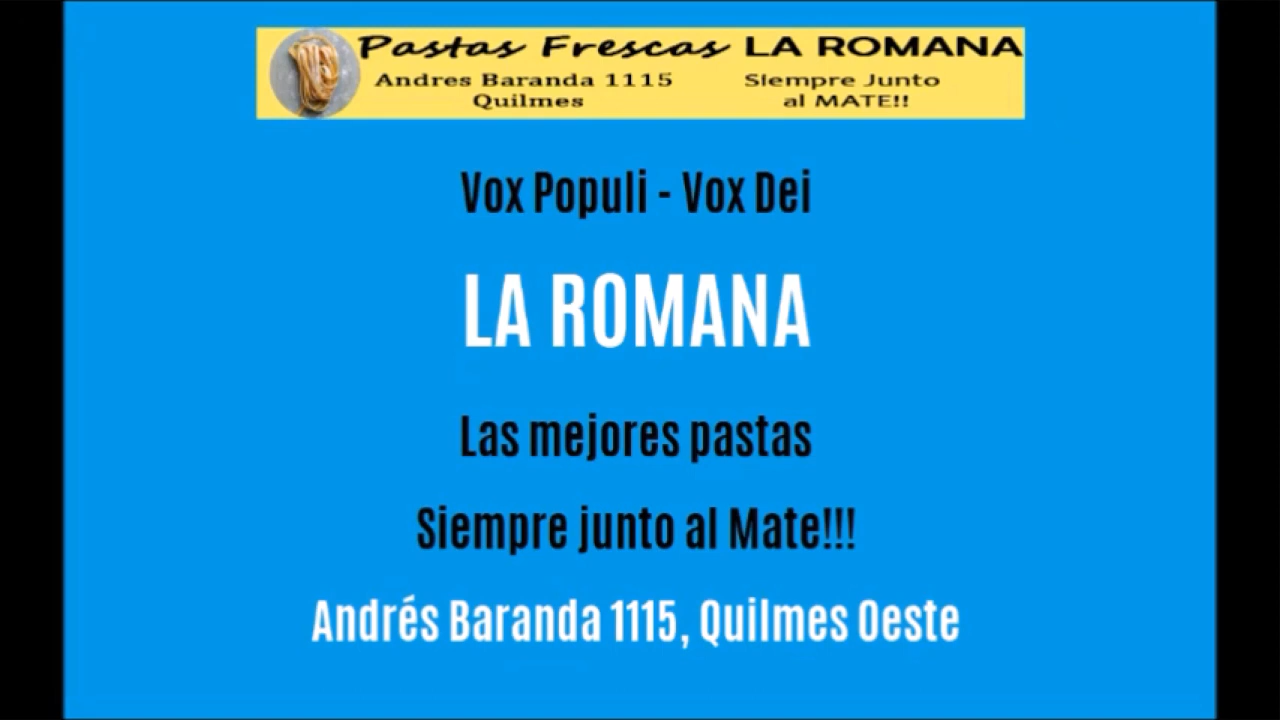 Pastas Frescas LA ROMANA
Andres Baranda 1115
Quilmes
Siempre Junto
al MATE!!
Vox Populi - Vox Dei
LA ROMANA
Las mejores pastas
Siempre junto al Mate!!!
Andrés Baranda 1115, Quilmes Oeste